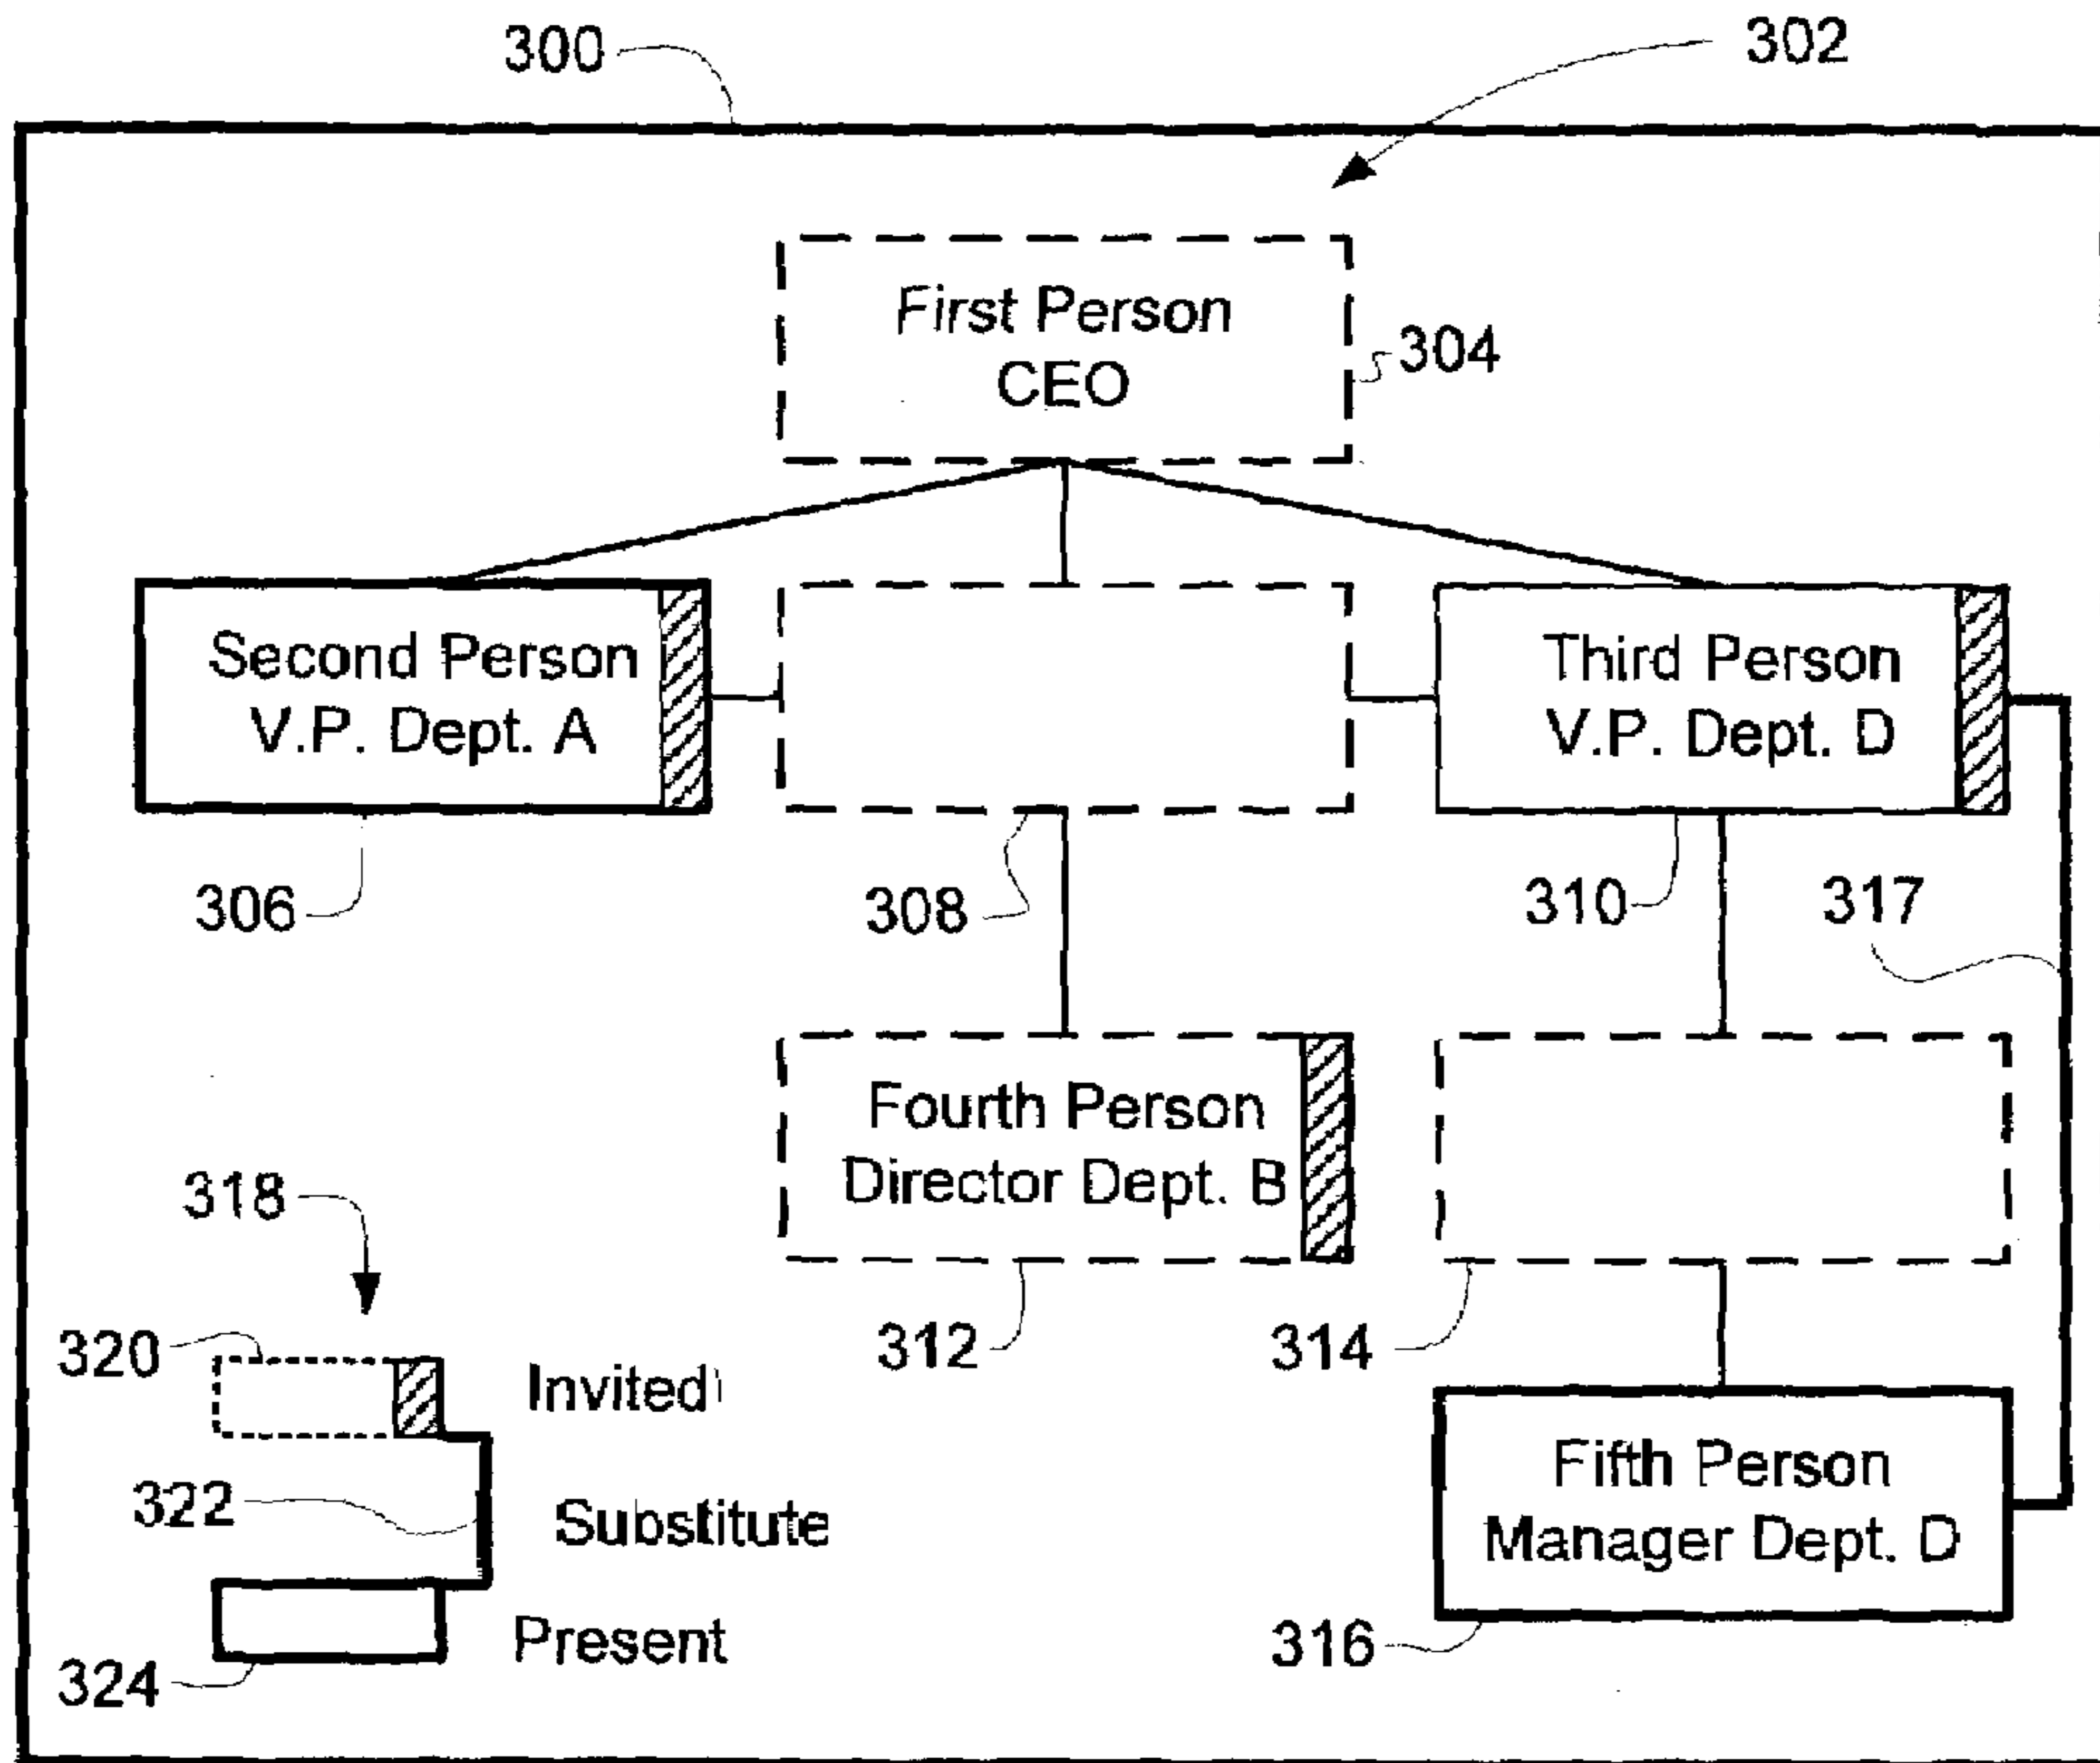 300
302
First Person
CEO
304
Second Person
V.P. Dept. A
Third Person
V.P. Dept. D
306
308
310
317
Fourth Person
Director Dept. B
318
312
314
320
Invited
322
Substitute
Fifth Person
Manager Dept. D
Present
324
316